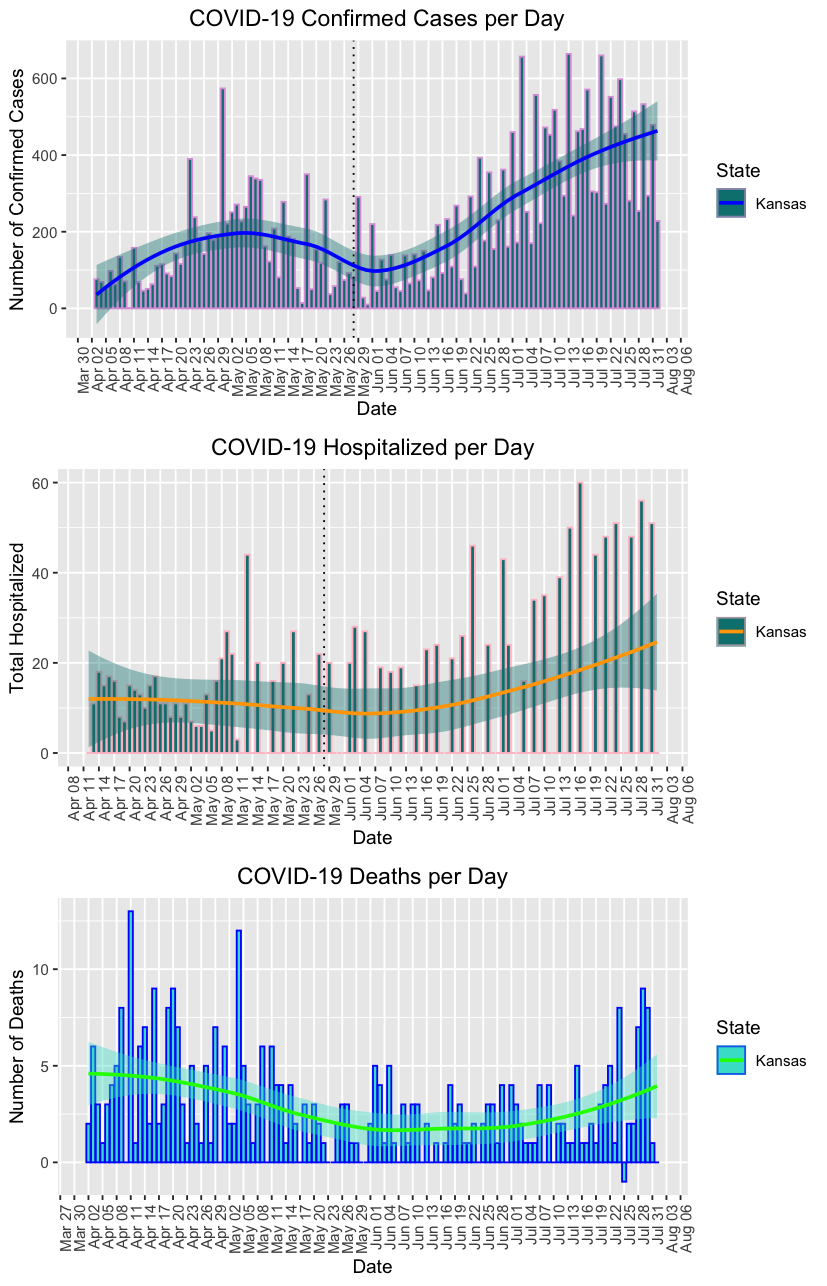 COVID-19 Confirmed Cases per Day
Number of Confirmed Cases
600
400
200
0
Mar 30
Apr 02
Apr 05
Apr 08
Apr 11
Apr 14
Apr 17
Apr 20
Apr 23
Apr 26
Apr 29
May 02
May 05
May 08
May 11
May 14
May 17
May 20
May 23
May 26
May 29
Jun 01
Jun 04
Jun 07
Jun 10
Jun 13
Jun 16
Jun 19
Jun 22
Jun 25
Jun 28
Jul 01
Jul 04
Jul 07
Jul 10
Jul 13
Jul 16
Jul 19
Jul 22
Jul 25
Jul 28
Jul 31
Aug 03
Aug 06
Date
State
Kansas
COVID-19 Hospitalized per Day
Total Hospitalized
60
40
20
0
Apr 08
Apr 11
Apr 14
Apr 17
Apr 20
Apr 23
Apr 26
Apr 29
May 02
May 05
May 08
May 11
May 14
May 17
May 20
May 23
May 26
May 29
Jun 01
Jun 04
Jun 07
Jun 10
Jun 13
Jun 16
Jun 19
Jun 22
Jun 25
Jun 28
Jul 01
Jul 04
Jul 07
Jul 10
Jul 13
Jul 16
Jul 19
Jul 22
Jul 25
Jul 28
Jul 31
Aug 03
Aug 06
Date
State
Kansas
COVID-19 Deaths per Day
Number of Deaths
10
5
0
Mar 27
Mar 30
Apr 02
Apr 05
Apr 08
Apr 11
Apr 14
Apr 17
Apr 20
Apr 23
Apr 26
Apr 29
May 02
May 05
May 08
May 11
May 14
May 17
May 20
May 23
May 26
May 29
Jun 01
Jun 04
Jun 07
Jun 10
Jun 13
Jun 16
Jun 19
Jun 22
Jun 25
Jun 28
Jul 01
Jul 04
Jul 07
Jul 10
Jul 13
Jul 16
Jul 19
Jul 22
Jul 25
Jul 28
Jul 31
Aug 03
Aug 06
Date
State
Kansas